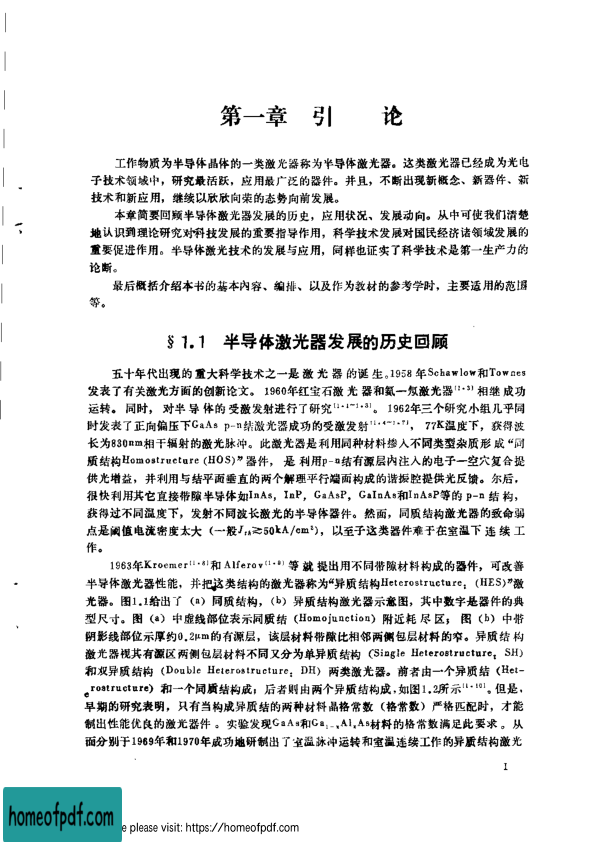 第一章 引 论
工作物质为半导体晶体的一类激光器称为半导体激光器。这类激光器已经成为光电
子技术领域中，研究最活跃，应用最广泛的器件。并且，不断出现新概念、新器件、新
技术和新应用，继续以欣欣向荣的态势向前发展。
本章简要回顾半导体激光器发展的历史，应用状况、发展动向。从中可使我们清楚
地认识到理论研究对科技发展的重要指导作用，科学技术发展对国民经济诸领域发展的
重要促进作用。半导体激光技术的发展与应用，同样也证实了科学技术是第一生产力的
论断。
最后概括介绍本书的基本内容、编排、以及作为教材的参考学时，主要适用的范围
等。
§1.1 半导体激光器发展的历史回顾
五十年代出现的重大科学技术之一是激光器的诞生。1958年Schawlow和Townes
发表了有关激光方面的创新论文。1960年红宝石激光器和氦—氖激光器 相继成功
运转。同时，对半导体的受激发射进行了研究[1·1~1·3]。1962年三个研究小组几乎同
时发表了正向偏压下GaAs p-n结激光器成功的受激发射[1·4~1·7]，77K温度下，获得波
长为830nm相干辐射的激光脉冲。此激光器是利用同种材料掺入不同类型杂质形成“同
质结构Homostructure (HOS)”器件，是利用p-n结有源层内注入的电子—空穴复合提
供光增益，并利用与结平面垂直的两个解理平行端面构成的谐振腔提供光反馈。尔后，
很快利用其它直接带隙半导体如InAs，InP，GaAsP，GaInAs和InAsP等的p-n结构，
获得过不同温度下，发射不同波长激光的半导体器件。然而，同质结构激光器的致命弱
点是阈值电流密度太大（一般Jth≳50kA/cm²），以至于这类器件难于在室温下连续工
作。
1963年Kroemer[1·8]和Alferov[1·9]等就提出用不同带隙材料构成的器件，可改善
半导体激光器性能，并把这类结构的激光器称为“异质结构Heterostructure；(HES)”激
光器。图1.1给出了（a）同质结构，（b）异质结构激光器示意图，其中数字是器件的典
型尺寸。图（a）中虚线部位表示同质结（Homojunction）附近耗尽区；图（b）中带
阴影线部位示厚约0.2μm的有源层，该层材料带隙比相邻两侧包层材料的窄。异质结构
激光器视其有源区两侧包层材料不同又分为单异质结构（Single Heterostructure；SH）
和双异质结构（Double Heterostructure；DH）两类激光器。前者由一个异质结（Het-
erostructure）和一个同质结构成；后者则由两个异质结构成，如图1.2所示[1·10]。但是，
早期的研究表明，只有当构成异质结的两种材料晶格常数（格常数）严格匹配时，才能
制出性能优良的激光器件。实验发现GaAs和Ga1-xAlxAs材料的格常数满足此要求。从
而分别于1969年和1970年成功地研制出了室温脉冲运转和室温连续工作的异质结构激光
1
homeofpdf.com
e please visit: https://homeofpdf.com